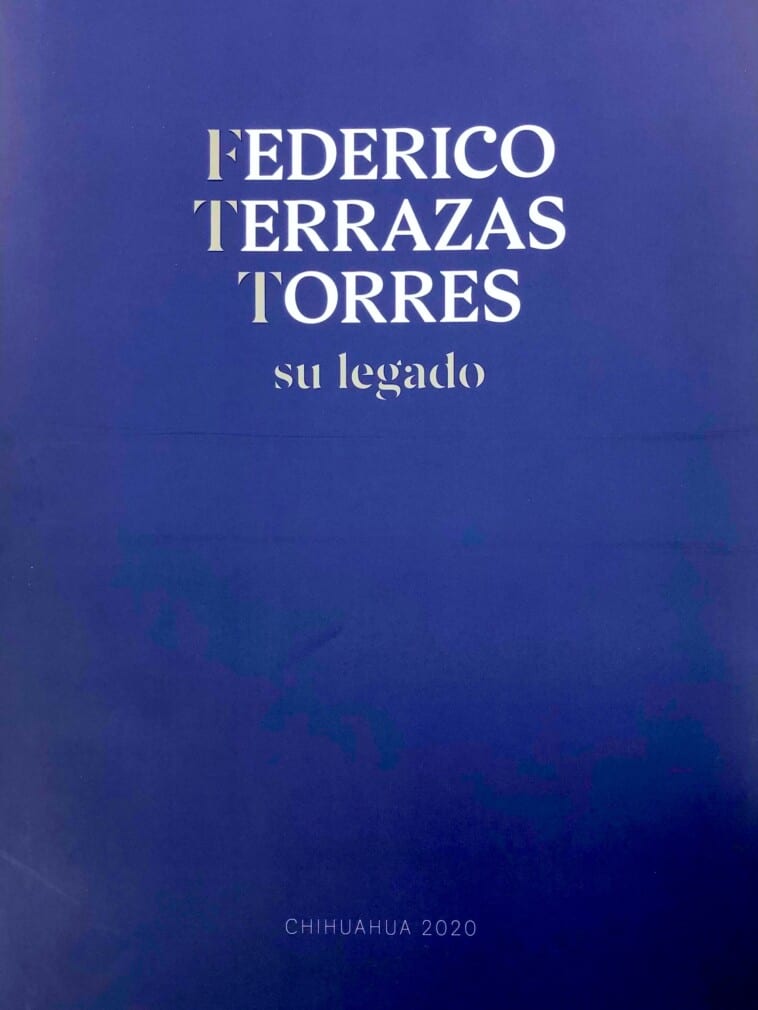 FEDERICO
TERRAZAS
TORRES
su legado
CHIHUAHUA 2020